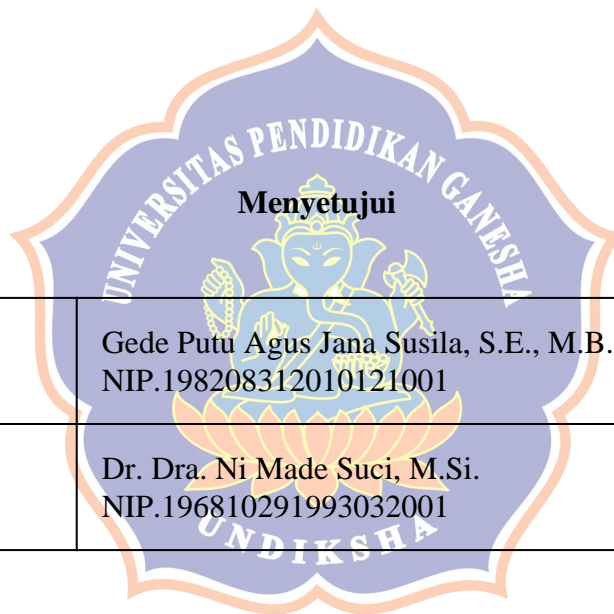 UNIVERSITAS PENDIDIKAN GANESHA
Menyetujui
Gede Putu Agus Jana Susila, S.E., M.B.
NIP.198208312010121001
Dr. Dra. Ni Made Suci, M.Si.
NIP.196810291993032001
UNDIKSHA